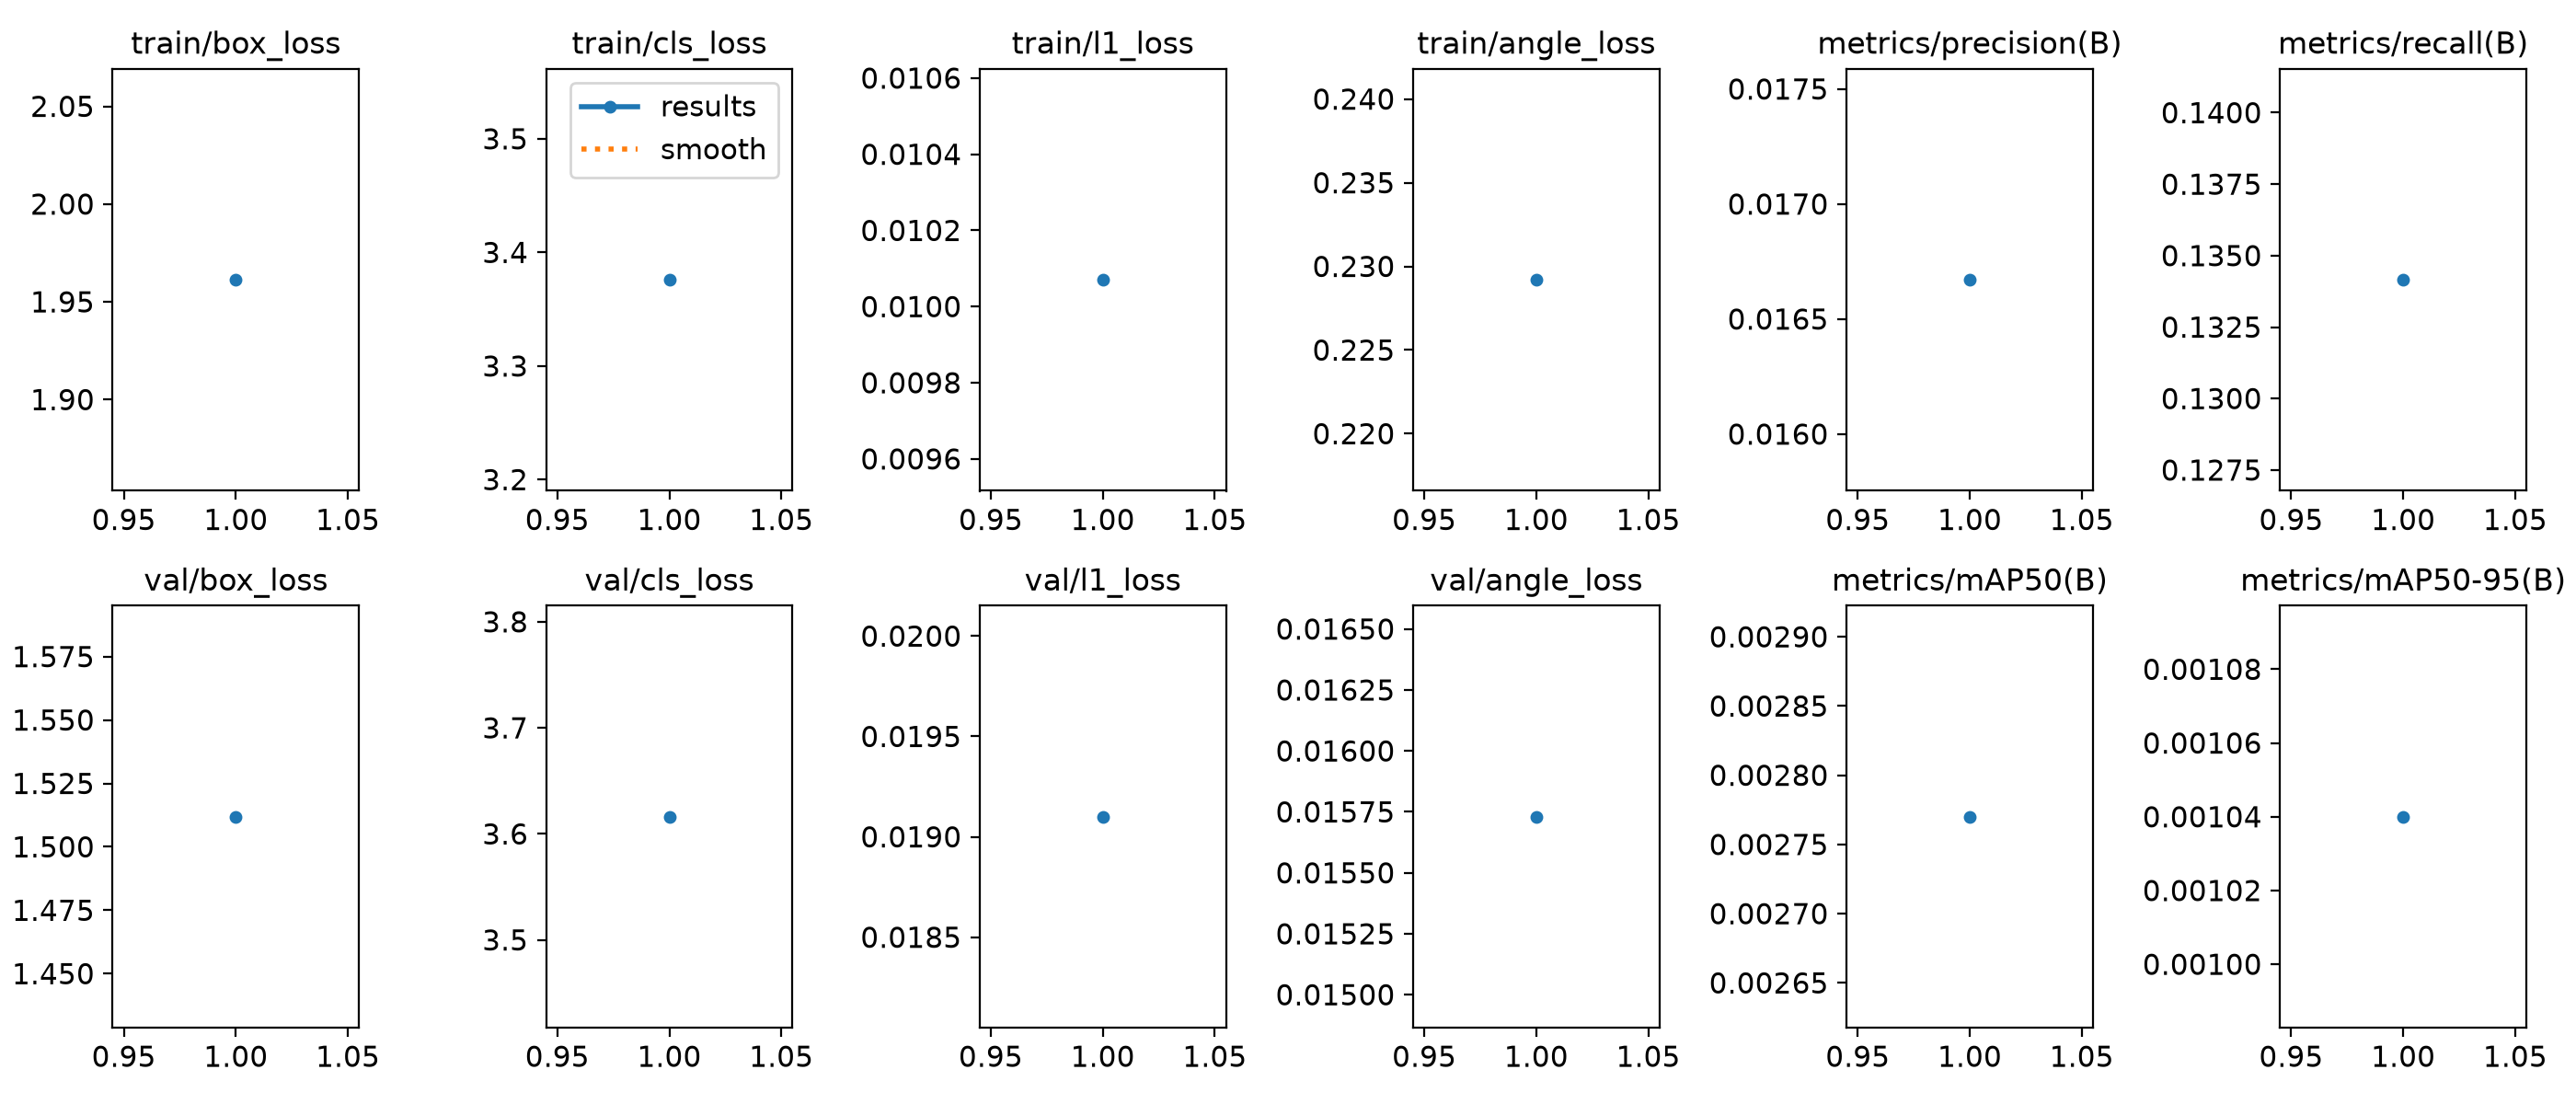 train/box_loss
2.05
2.00
1.95
1.90
0.95 1.00 1.05
train/cls_loss
results
smooth
3.5
3.4
3.3
3.2
0.95 1.00 1.05
train/l1_loss
0.0106
0.0104
0.0102
0.0100
0.0098
0.0096
0.95 1.00 1.05
train/angle_loss
0.240
0.235
0.230
0.225
0.220
0.95 1.00 1.05
metrics/precision(B)
0.0175
0.0170
0.0165
0.0160
0.95 1.00 1.05
metrics/recall(B)
0.1400
0.1375
0.1350
0.1325
0.1300
0.1275
0.95 1.00 1.05
val/box_loss
1.575
1.550
1.525
1.500
1.475
1.450
0.95 1.00 1.05
val/cls_loss
3.8
3.7
3.6
3.5
0.95 1.00 1.05
val/l1_loss
0.0200
0.0195
0.0190
0.0185
0.95 1.00 1.05
val/angle_loss
0.01650
0.01625
0.01600
0.01575
0.01550
0.01525
0.01500
0.95 1.00 1.05
metrics/mAP50(B)
0.00290
0.00285
0.00280
0.00275
0.00270
0.00265
0.95 1.00 1.05
metrics/mAP50-95(B)
0.00108
0.00106
0.00104
0.00102
0.00100
0.95 1.00 1.05